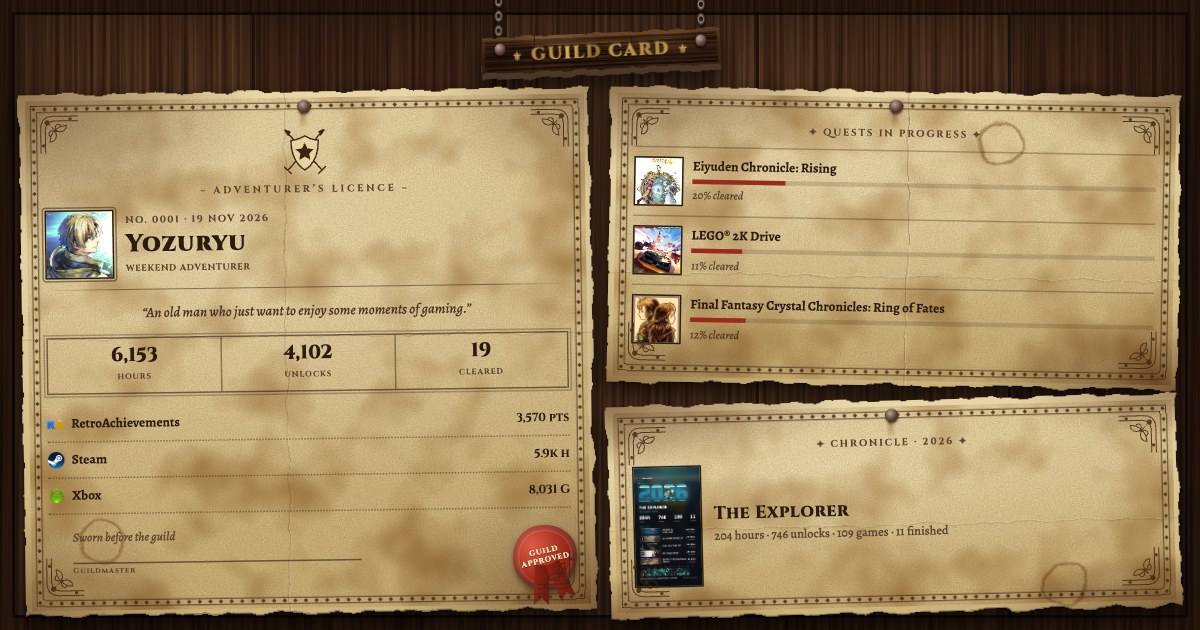 GUILD CARD
~ ADVENTURER'S LICENCE ~
NO. 0001 · 19 NOV 2026
YOZURYU
WEEKEND ADVENTURER
“An old man who just want to enjoy some moments of gaming.”
6,153
HOURS
4,102
UNLOCKS
19
CLEARED
RetroAchievements
3,570 PTS
Steam
5.9K H
Xbox
8,031 G
Sworn before the guild
GUILDMASTER
GUILD
APPROVED
QUESTS IN PROGRESS
Eiyuden Chronicle: Rising
20% cleared
LEGO® 2K Drive
11% cleared
Final Fantasy Crystal Chronicles: Ring of Fates
12% cleared
CHRONICLE · 2026
2026
THE EXPLORER
THE EXPLORER
204 hours · 746 unlocks · 109 games · 11 finished